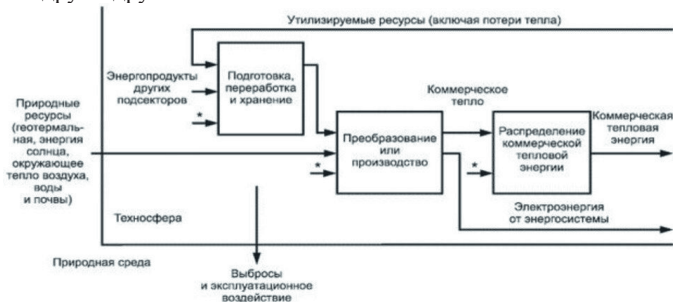 Утилизируемые ресурсы (включая потери тепла)
Энергопродукты
других
подсекторов
*
Подготовка,
переработка
и хранение
Природные
ресурсы
(геотермаль-
ная, энергия
солнца,
окружающее
тепло воздуха,
воды
и почвы)
*
Преобразование
или
производство
Коммерческое
тепло
*
Распределение
коммерческой
тепловой
энергии
Коммерческая
тепловая
энергия
Электроэнергия
от энергосистемы
Техносфера
Природная среда
Выбросы
и эксплуатационное
воздействие